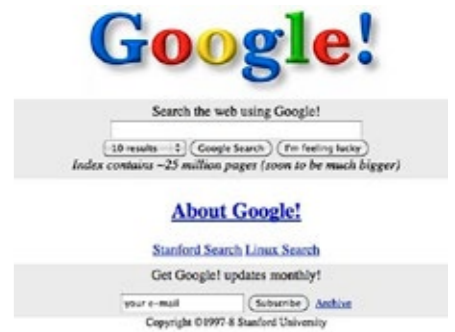 Google!
Search the web using Google!
10 results Google Search I'm feeling lucky
Index contains ~25 million pages (soon to be much bigger)
About Google!
Stanford Search Linux Search
Get Google! updates monthly!
your e-mail Subscribe Archive
Copyright ©1997-8 Stanford University